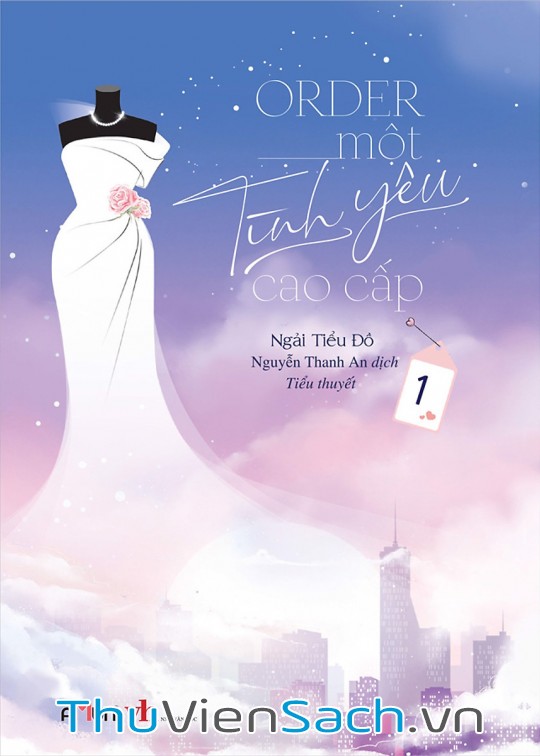 ORDER
một
Tình yêu
cao cấp
Ngải Tiểu Đồ
Nguyễn Thanh An dịch
Tiểu thuyết
1
ThuVienSach.vn